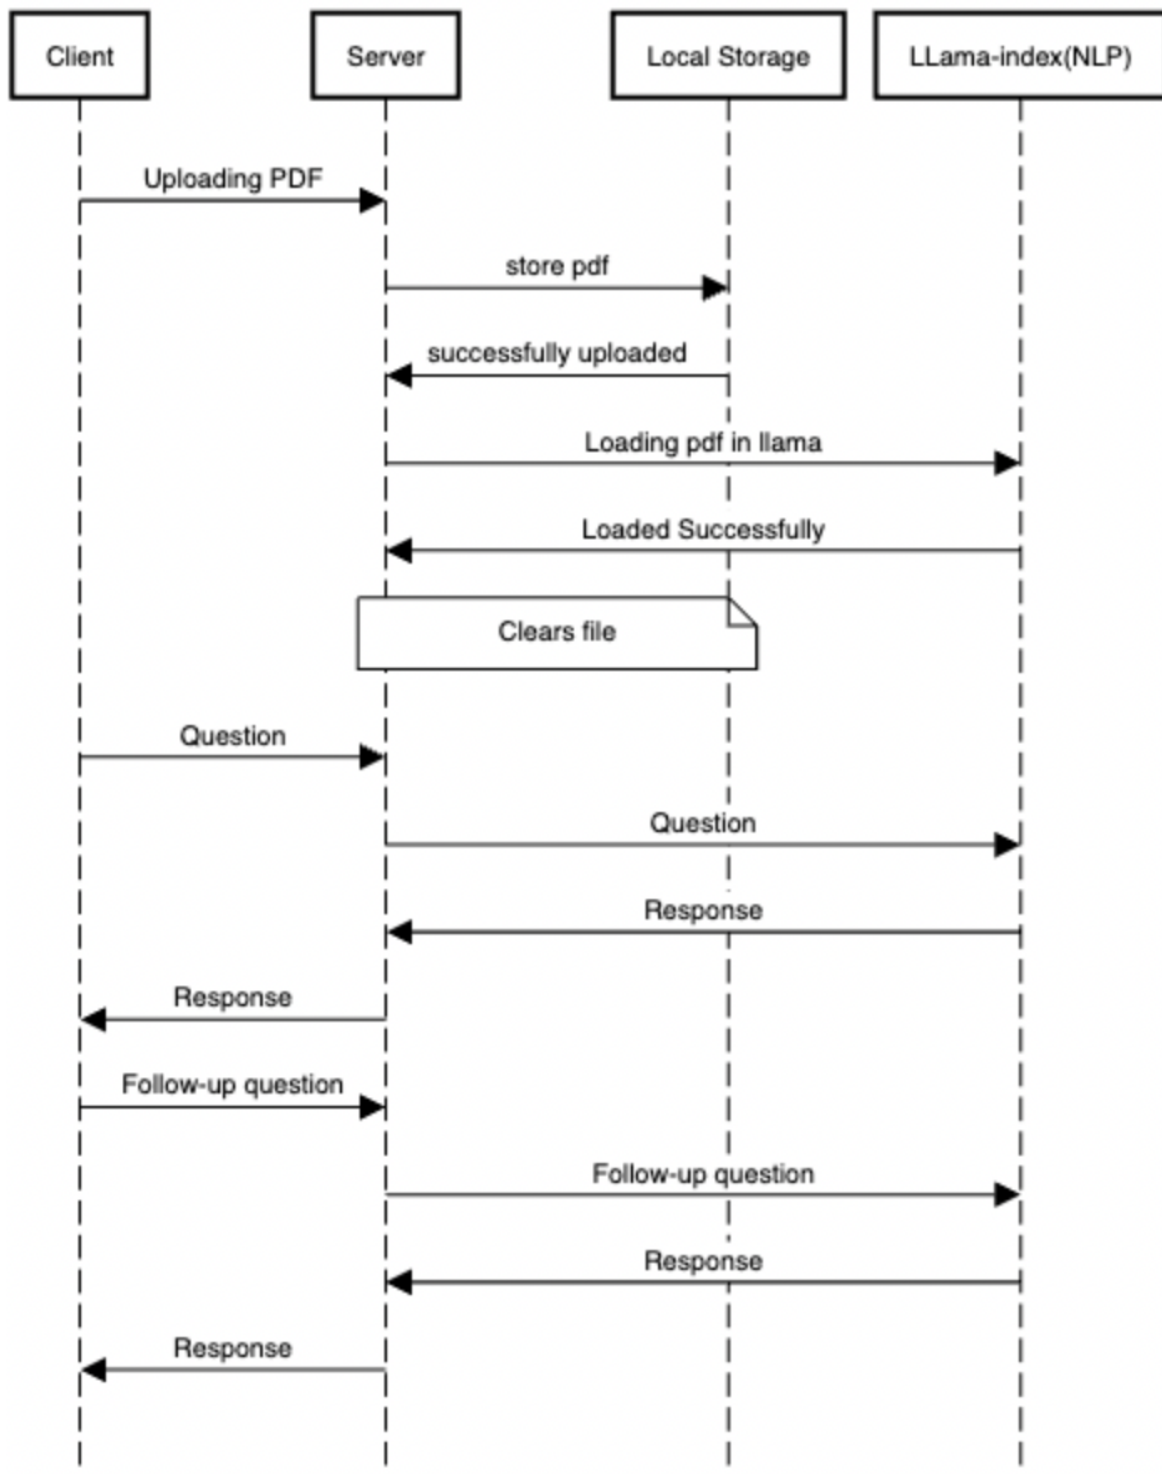 Client
Server
Local Storage
LLama-index(NLP)
Uploading PDF
store pdf
successfully uploaded
Loading pdf in llama
Loaded Successfully
Clears file
Question
Question
Response
Response
Follow-up question
Follow-up question
Response
Response